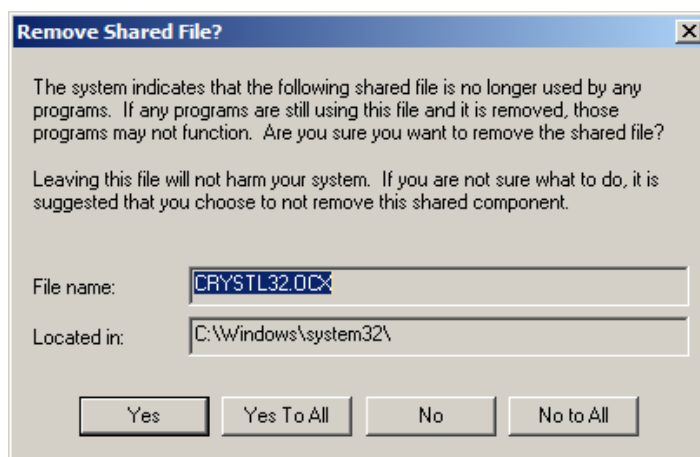 Remove Shared File?
The system indicates that the following shared file is no longer used by any
programs.  If any programs are still using this file and it is removed, those
programs may not function.  Are you sure you want to remove the shared file?
Leaving this file will not harm your system.  If you are not sure what to do, it is
suggested that you choose to not remove this shared component.
File name: CRYSTL32.OCX
Located in: C:\Windows\system32\
Yes Yes To All No No to All